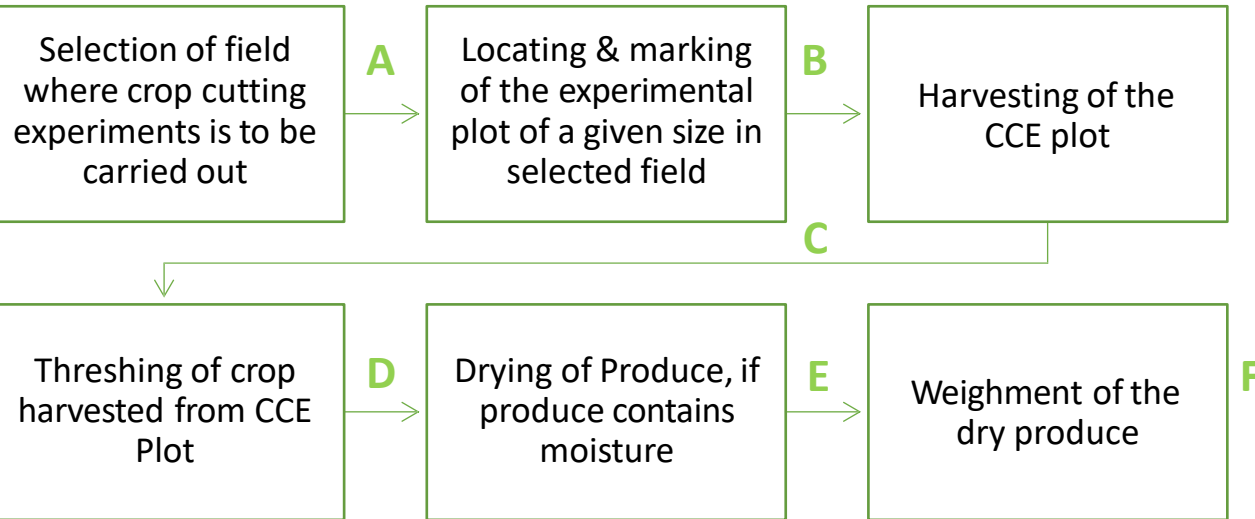 Selection of field
where crop cutting
experiments is to be
carried out
A
Locating & marking
of the experimental
plot of a given size in
selected field
B
Harvesting of the
CCE plot
C
Threshing of crop
harvested from CCE
Plot
D
Drying of Produce, if
produce contains
moisture
E
Weighment of the
dry produce
F